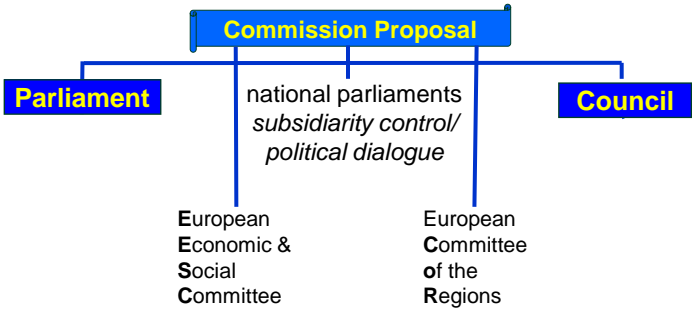 Commission Proposal
Parliament
national parliaments
subsidiarity control/
political dialogue
Council
European
Economic &
Social
Committee
European
Committee
of the
Regions